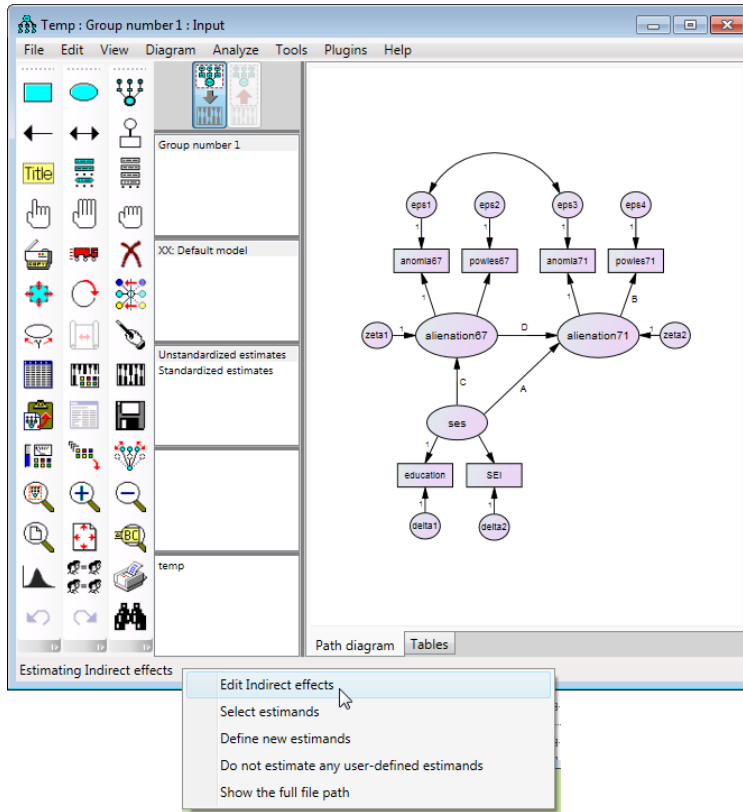 Temp : Group number 1 : Input
File Edit View Diagram Analyze Tools Plugins Help
Title
Group number 1
XX: Default model
Unstandardized estimates
Standardized estimates
temp
eps1 eps2 eps3 eps4
1 1 1 1
anomia67 powles67 anomia71 powles71
1 1 B
zeta1 1 alienation67 D alienation71 1 zeta2
C A
ses
1
education SEI
1 1
delta1 delta2
Path diagram Tables
Estimating Indirect effects
Edit Indirect effects
Select estimands
Define new estimands
Do not estimate any user-defined estimands
Show the full file path